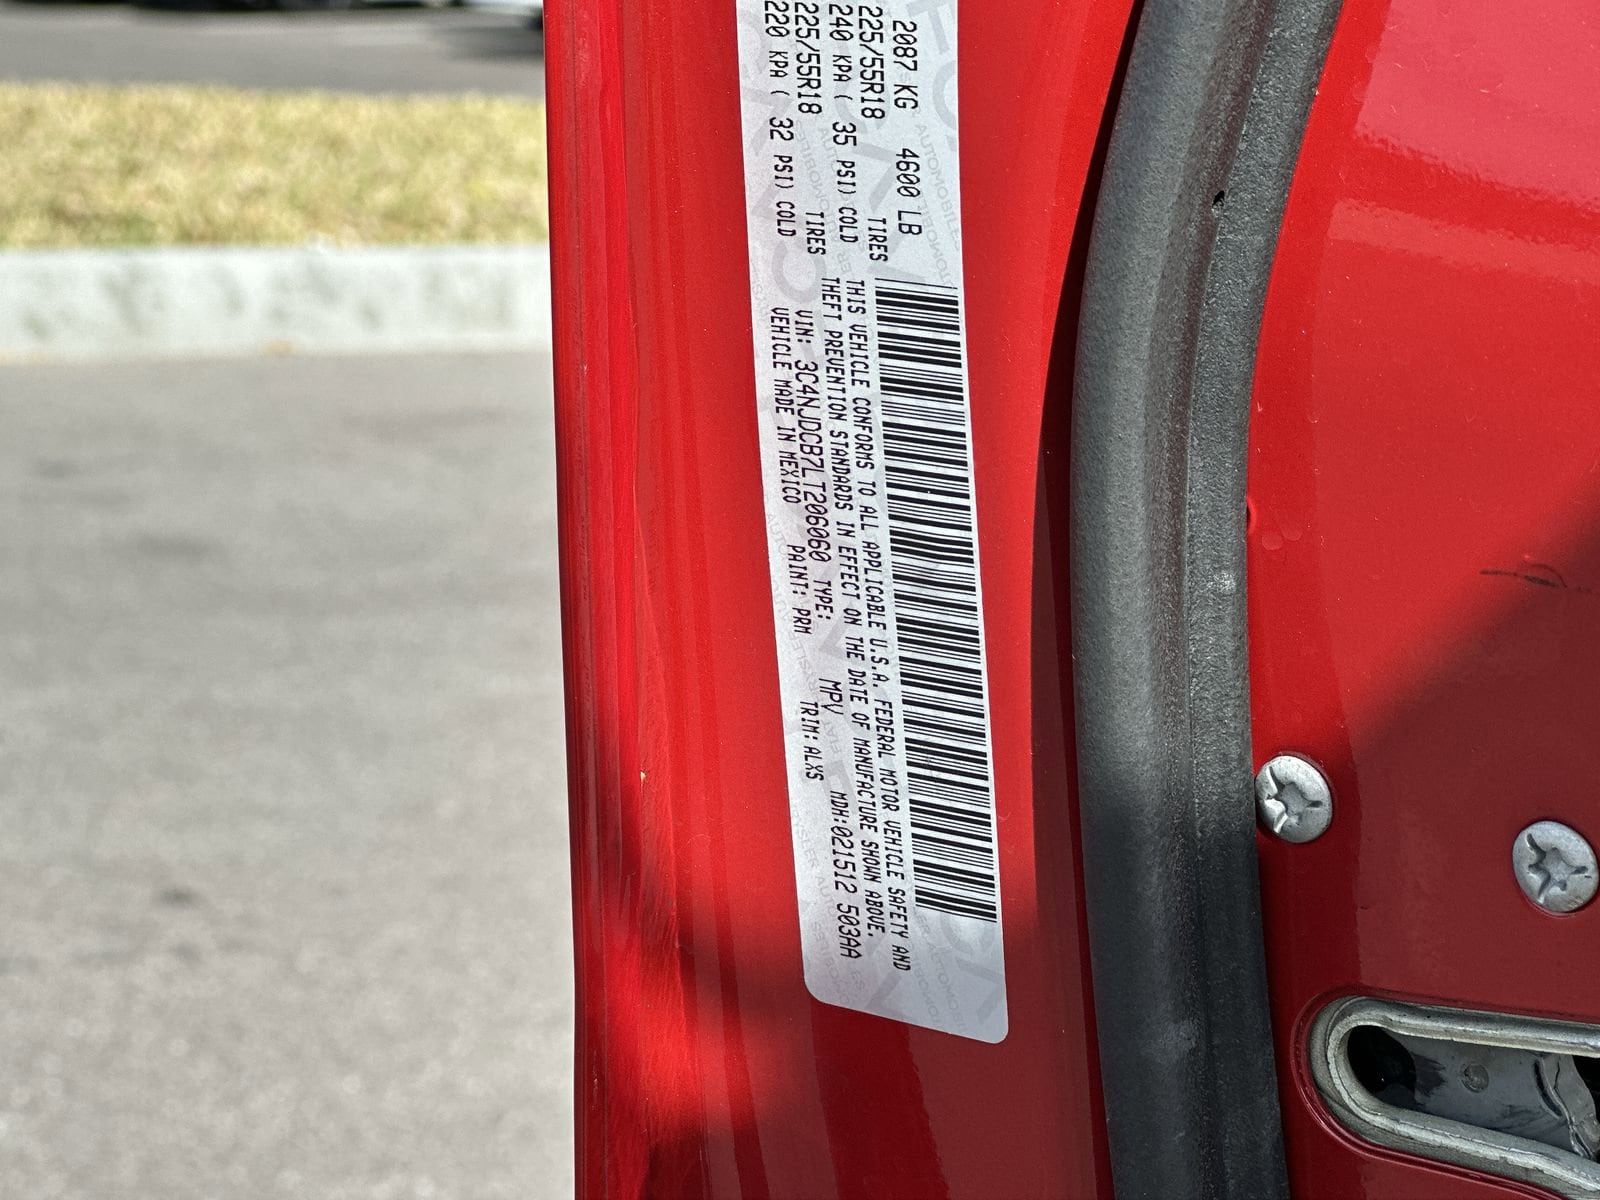 2087 KG 4600 LB
225/55R18 TIRES
240 KPA ( 35 PSI) COLD
225/55R18 TIRES
220 KPA ( 32 PSI) COLD
THIS VEHICLE CONFORMS TO ALL APPLICABLE U.S.A. FEDERAL MOTOR VEHICLE SAFETY AND
THEFT PREVENTION STANDARDS IN EFFECT ON THE DATE OF MANUFACTURE SHOWN ABOVE.
VIN: 3C4NJDCB7LT206060 TYPE: MPV MDH:021512 503AA
VEHICLE MADE IN MEXICO PAINT: PRM TRIM: ALXS